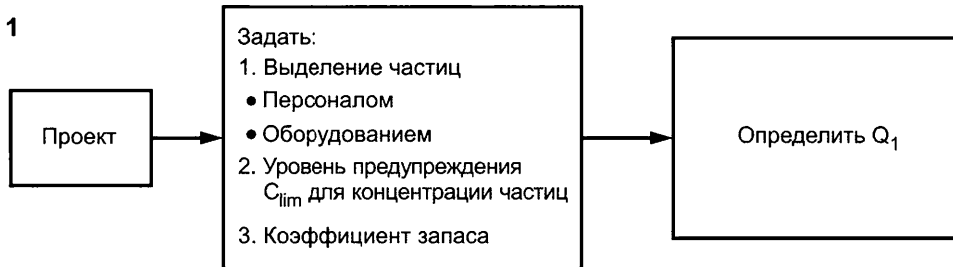 1
Проект
Задать:
1. Выделение частиц
• Персоналом
• Оборудованием
2. Уровень предупреждения
C_lim для концентрации частиц
3. Коэффициент запаса
Определить Q₁